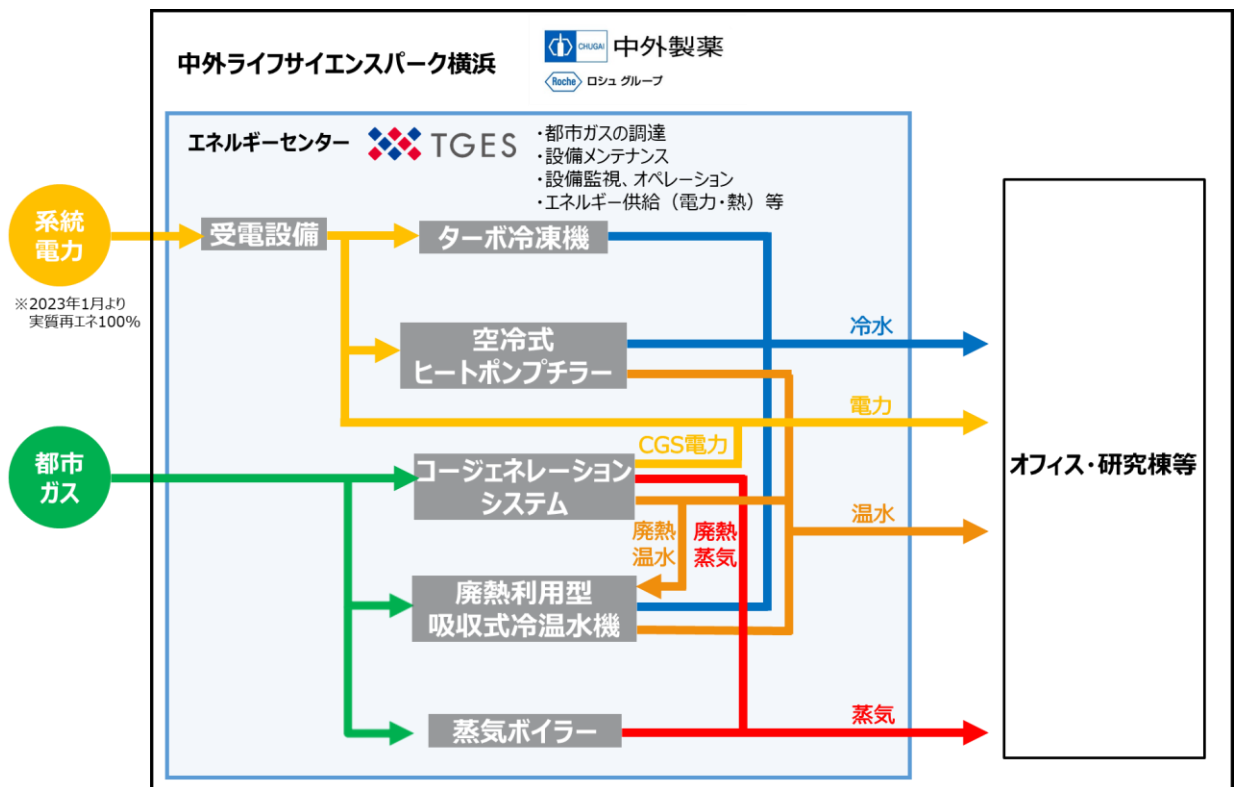 中外ライフサイエンスパーク横浜
CHUGAI 中外製薬
Roche ロシュ グループ
エネルギーセンター
TGES
・都市ガスの調達
・設備メンテナンス
・設備監視、オペレーション
・エネルギー供給（電力・熱）等
系統
電力
※2023年1月より
実質再エネ100%
受電設備
ターボ冷凍機
空冷式
ヒートポンプチラー
冷水
電力
CGS電力
都市
ガス
コージェネレーション
システム
オフィス・研究棟等
温水
廃熱
温水
廃熱
蒸気
廃熱利用型
吸収式冷温水機
蒸気ボイラー
蒸気